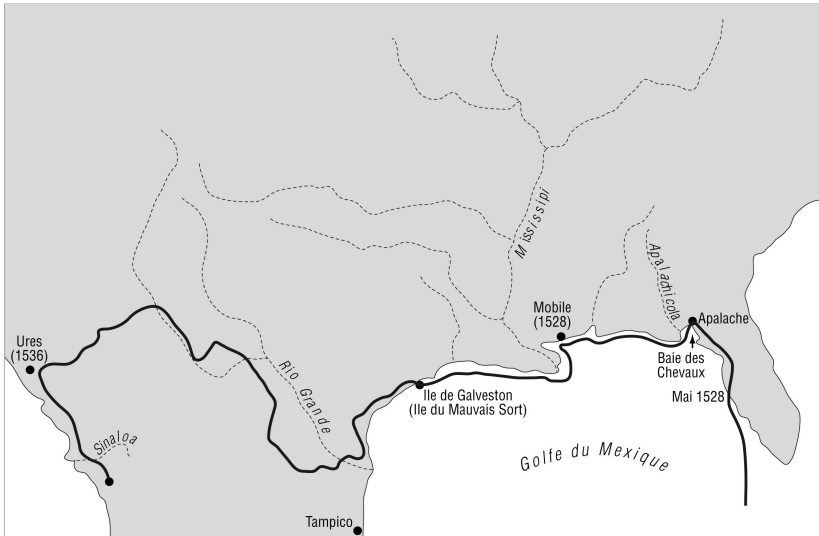 Mississipi
Apalachicola
Mobile
(1528)
Apalache
Ures
(1536)
Baie des
Chevaux
Rio Grande
Ile de Galveston
(Ile du Mauvais Sort)
Mai 1528
Sinaloa
Golfe du Mexique
Tampico